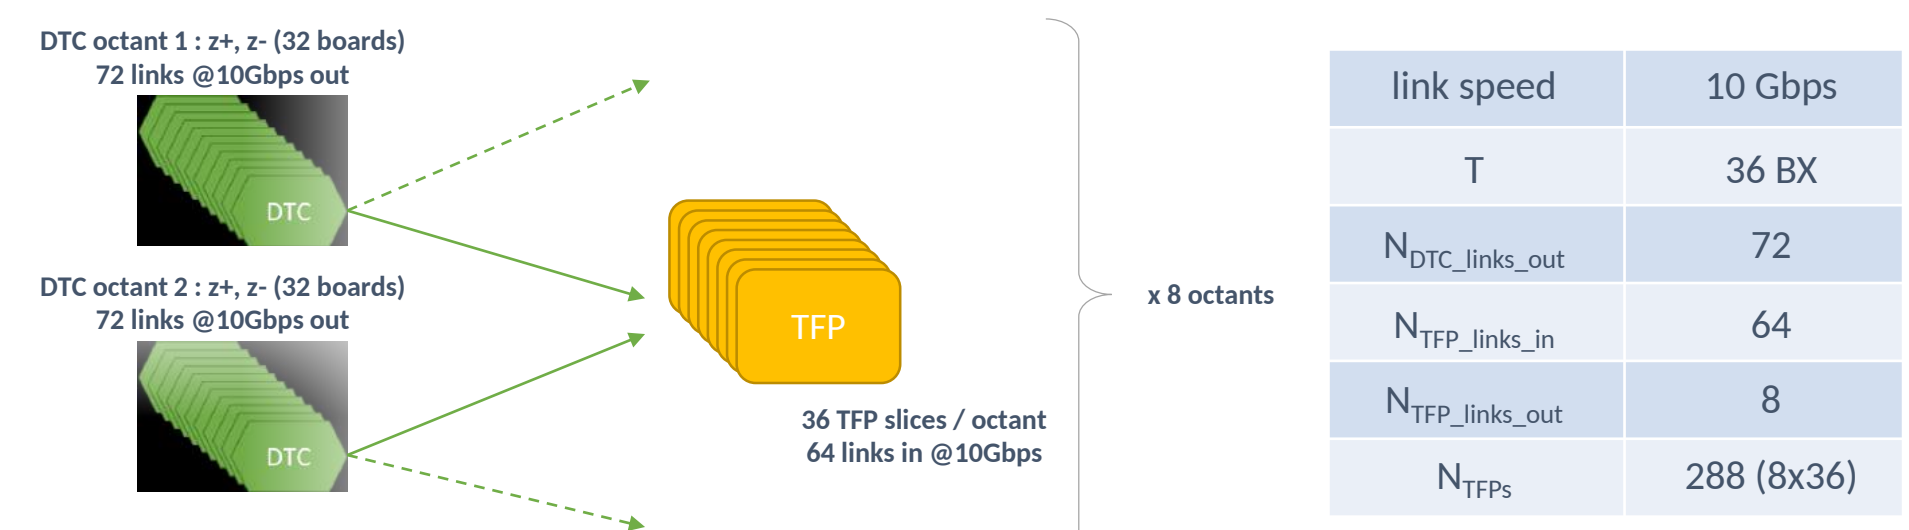 DTC octant 1 : z+, z- (32 boards)
72 links @10Gbps out
DTC
DTC octant 2 : z+, z- (32 boards)
72 links @10Gbps out
DTC
TFP
36 TFP slices / octant
64 links in @10Gbps
x 8 octants
link speed 10 Gbps
T 36 BX
NDTC_links_out 72
NTFP_links_in 64
NTFP_links_out 8
NTFPs 288 (8x36)